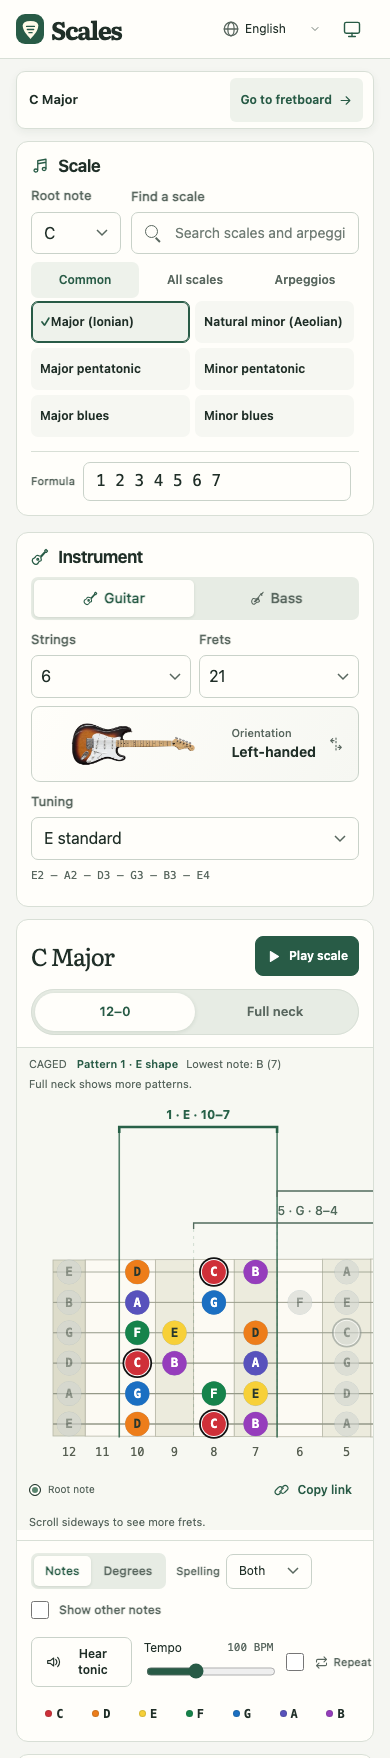 Scales
English
C Major
Go to fretboard →
Scale
Root note
Find a scale
C
Search scales and arpeggi
Common
All scales
Arpeggios
✓Major (Ionian)
Natural minor (Aeolian)
Major pentatonic
Minor pentatonic
Major blues
Minor blues
Formula
1 2 3 4 5 6 7
Instrument
Guitar
Bass
Strings
Frets
6
21
Orientation
Left-handed
Tuning
E standard
E2 — A2 — D3 — G3 — B3 — E4
C Major
Play scale
12–0
Full neck
CAGED Pattern 1 · E shape Lowest note: B (7)
Full neck shows more patterns.
1 · E · 10–7
5 · G · 8–4
E D C B A
B A G F E
G F E D C
D C B A G
A G F E D
E D C B A
12 11 10 9 8 7 6 5
Root note
Copy link
Scroll sideways to see more frets.
Notes
Degrees
Spelling
Both
Show other notes
Hear tonic
Tempo
100 BPM
Repeat
C D E F G A B